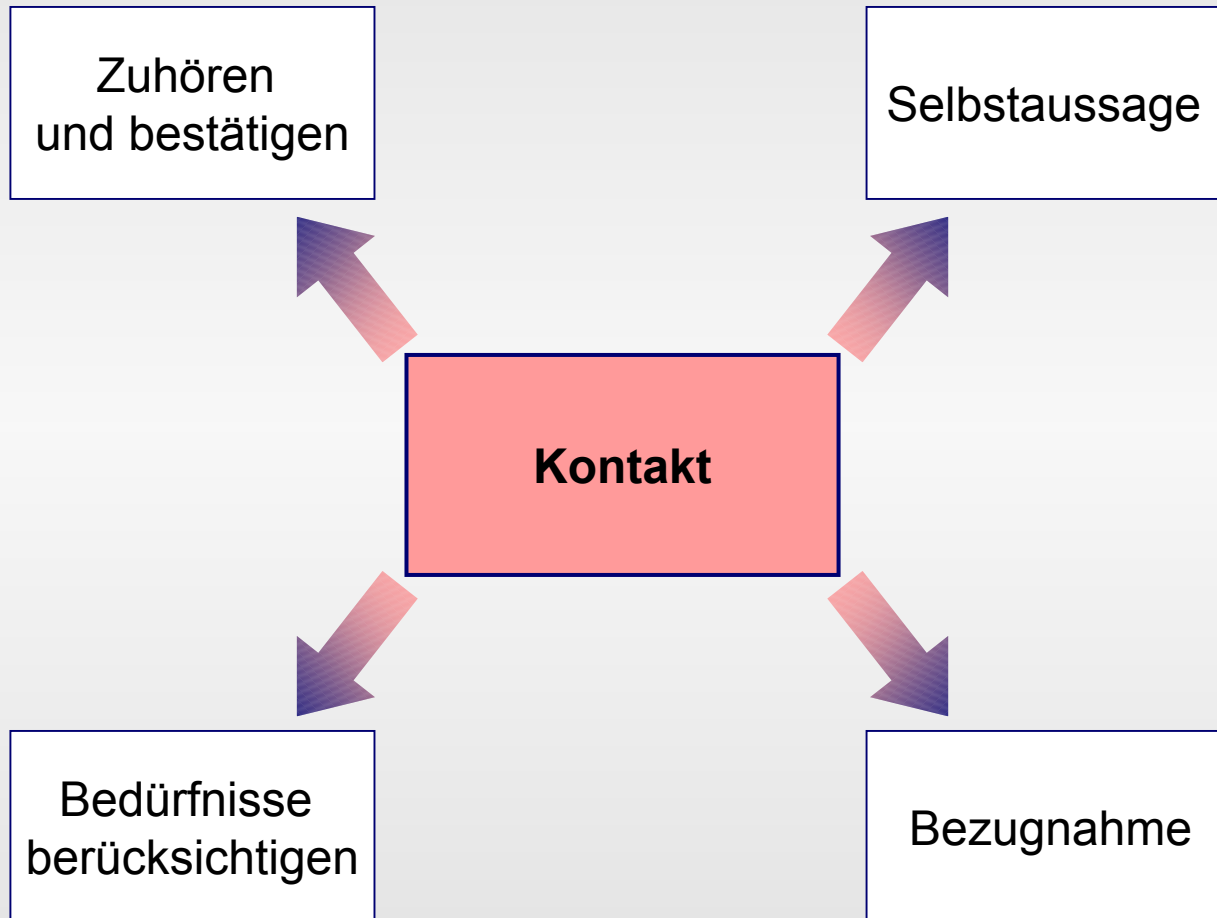 Zuhören
und bestätigen
Selbstaussage
Kontakt
Bedürfnisse
berücksichtigen
Bezugnahme